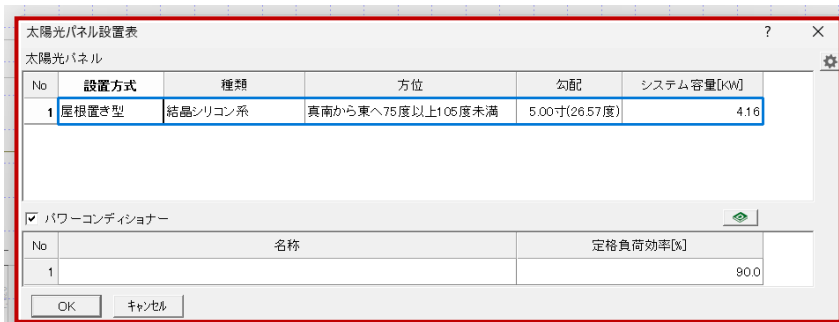 太陽光パネル設置表 ?
太陽光パネル
No 設置方式 種類 方位 勾配 システム容量[KW]
1 屋根置き型 結晶シリコン系 真南から東へ75度以上105度未満 5.00寸(26.57度) 4.16
パワーコンディショナー
No 名称 定格負荷効率[%]
1 90.0
OK キャンセル